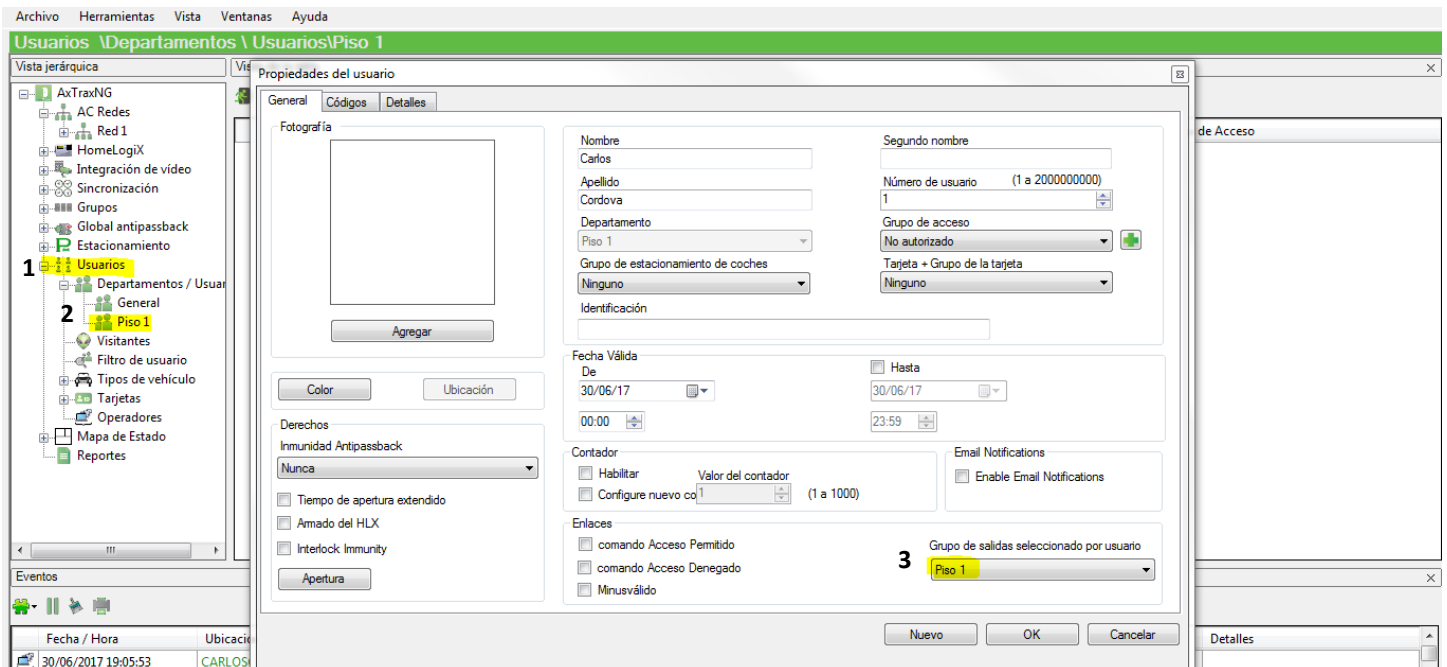 Archivo Herramientas Vista Ventanas Ayuda
Usuarios \Departamentos \ Usuarios\Piso 1
Vista jerárquica
AxTraxNG
AC Redes
Red 1
HomeLogiX
Integración de vídeo
Sincronización
Grupos
Global antipassback
Estacionamiento
1 Usuarios
Departamentos / Usuar
General
2 Piso 1
Visitantes
Filtro de usuario
Tipos de vehículo
Tarjetas
Operadores
Mapa de Estado
Reportes
Propiedades del usuario
General Códigos Detalles
Fotografía
Agregar
Color Ubicación
Derechos
Inmunidad Antipassback
Nunca
Tiempo de apertura extendido
Armado del HLX
Interlock Immunity
Apertura
Nombre Segundo nombre
Carlos
Apellido Número de usuario (1 a 2000000000)
Cordova 1
Departamento Grupo de acceso
Piso 1 No autorizado
Grupo de estacionamiento de coches Tarjeta + Grupo de la tarjeta
Ninguno Ninguno
Identificación
Fecha Válida
De Hasta
30/06/17 30/06/17
00:00 23:59
Contador Email Notifications
Habilitar Valor del contador Enable Email Notifications
Configure nuevo co 1 (1 a 1000)
Enlaces
comando Acceso Permitido Grupo de salidas seleccionado por usuario
comando Acceso Denegado 3 Piso 1
Minusválido
Nuevo OK Cancelar
de Acceso
Eventos
Fecha / Hora Ubicació Detalles
30/06/2017 19:05:53 CARLOS